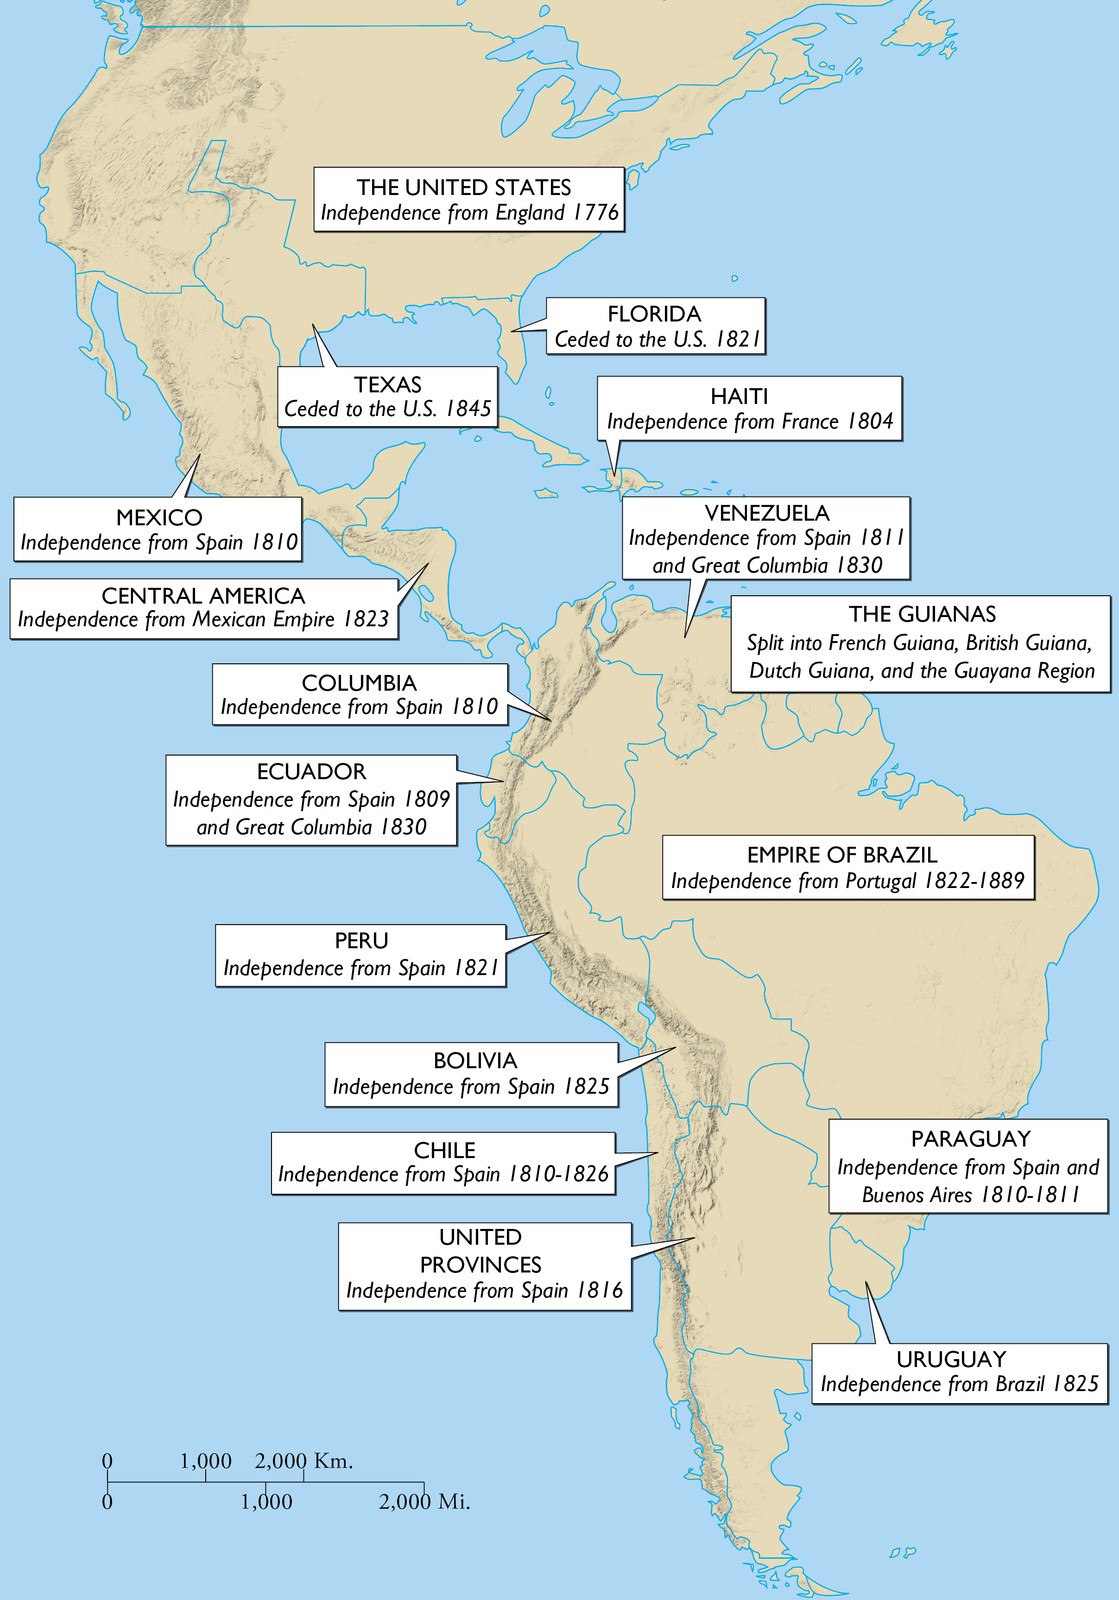 THE UNITED STATES
Independence from England 1776
FLORIDA
Ceded to the U.S. 1821
TEXAS
Ceded to the U.S. 1845
HAITI
Independence from France 1804
MEXICO
Independence from Spain 1810
VENEZUELA
Independence from Spain 1811
and Great Columbia 1830
CENTRAL AMERICA
Independence from Mexican Empire 1823
THE GUIANAS
Split into French Guiana, British Guiana,
Dutch Guiana, and the Guayana Region
COLUMBIA
Independence from Spain 1810
ECUADOR
Independence from Spain 1809
and Great Columbia 1830
EMPIRE OF BRAZIL
Independence from Portugal 1822-1889
PERU
Independence from Spain 1821
BOLIVIA
Independence from Spain 1825
PARAGUAY
Independence from Spain and
Buenos Aires 1810-1811
CHILE
Independence from Spain 1810-1826
UNITED
PROVINCES
Independence from Spain 1816
URUGUAY
Independence from Brazil 1825
0 1,000 2,000 Km.
0 1,000 2,000 Mi.